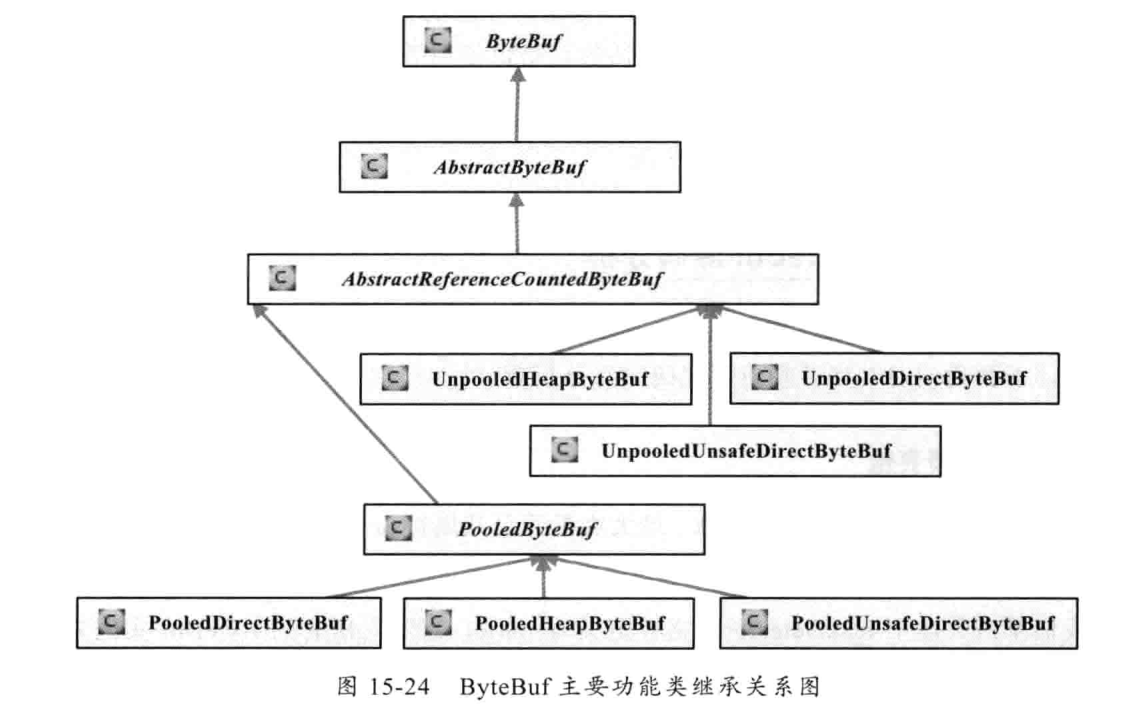 C ByteBuf
C AbstractByteBuf
C AbstractReferenceCountedByteBuf
C UnpooledHeapByteBuf
C UnpooledDirectByteBuf
C UnpooledUnsafeDirectByteBuf
C PooledByteBuf
C PooledDirectByteBuf
C PooledHeapByteBuf
C PooledUnsafeDirectByteBuf
图 15-24 ByteBuf 主要功能类继承关系图